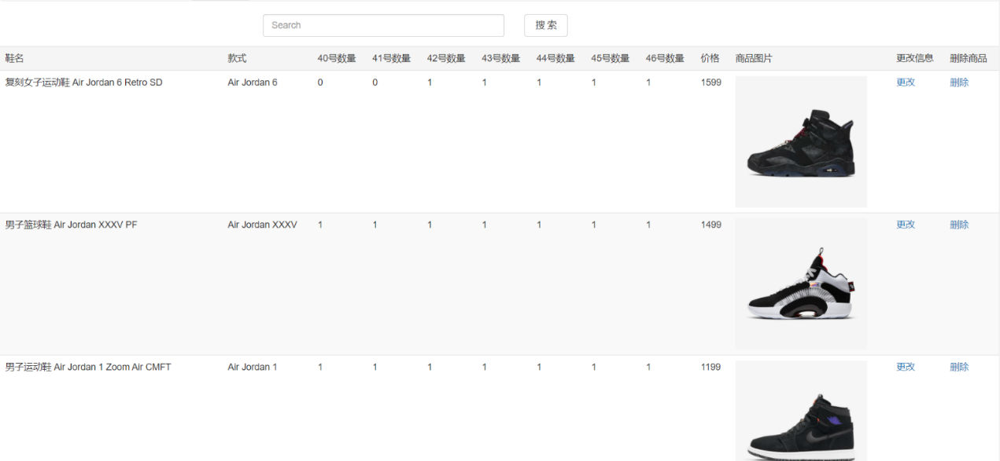 Search 搜 索
鞋名 款式 40号数量 41号数量 42号数量 43号数量 44号数量 45号数量 46号数量 价格 商品图片 更改信息 删除商品
复刻女子运动鞋 Air Jordan 6 Retro SD Air Jordan 6 0 0 1 1 1 1 1 1599 更改 删除
男子篮球鞋 Air Jordan XXXV PF Air Jordan XXXV 1 1 1 1 1 1 1 1499 更改 删除
男子运动鞋 Air Jordan 1 Zoom Air CMFT Air Jordan 1 1 1 1 1 1 1 1 1199 更改 删除